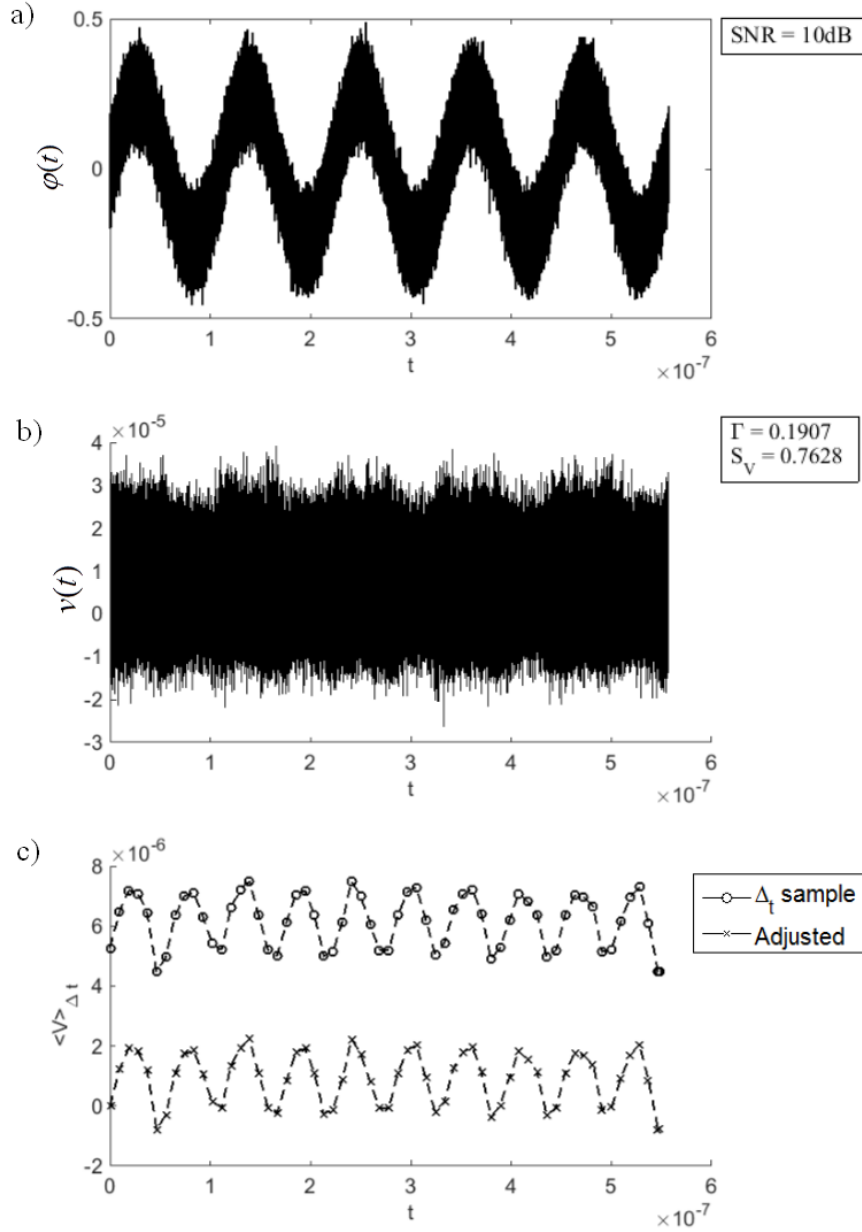 a)
SNR = 10dB
0.5
0
-0.5
φ(t)
0 1 2 3 4 5 6
t
×10-7
b)
×10-5
Γ = 0.1907
SV = 0.7628
4
3
2
1
0
-1
-2
-3
v(t)
0 1 2 3 4 5 6
t
×10-7
c)
×10-6
Δt sample
Adjusted
8
6
4
2
0
-2
<V>Δt
0 1 2 3 4 5 6
t
×10-7